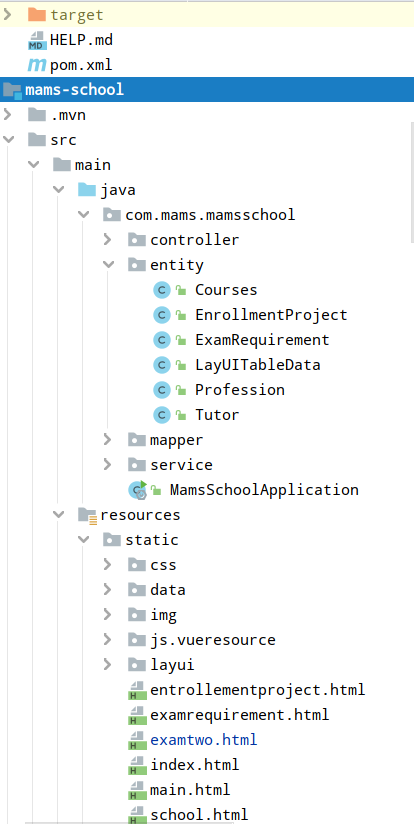 target
HELP.md
pom.xml
mams-school
.mvn
src
main
java
com.mams.mamsschool
controller
entity
Courses
EnrollmentProject
ExamRequirement
LayUITableData
Profession
Tutor
mapper
service
MamsSchoolApplication
resources
static
css
data
img
js.vueresource
layui
entrollementproject.html
examrequirement.html
examtwo.html
index.html
main.html
school.html